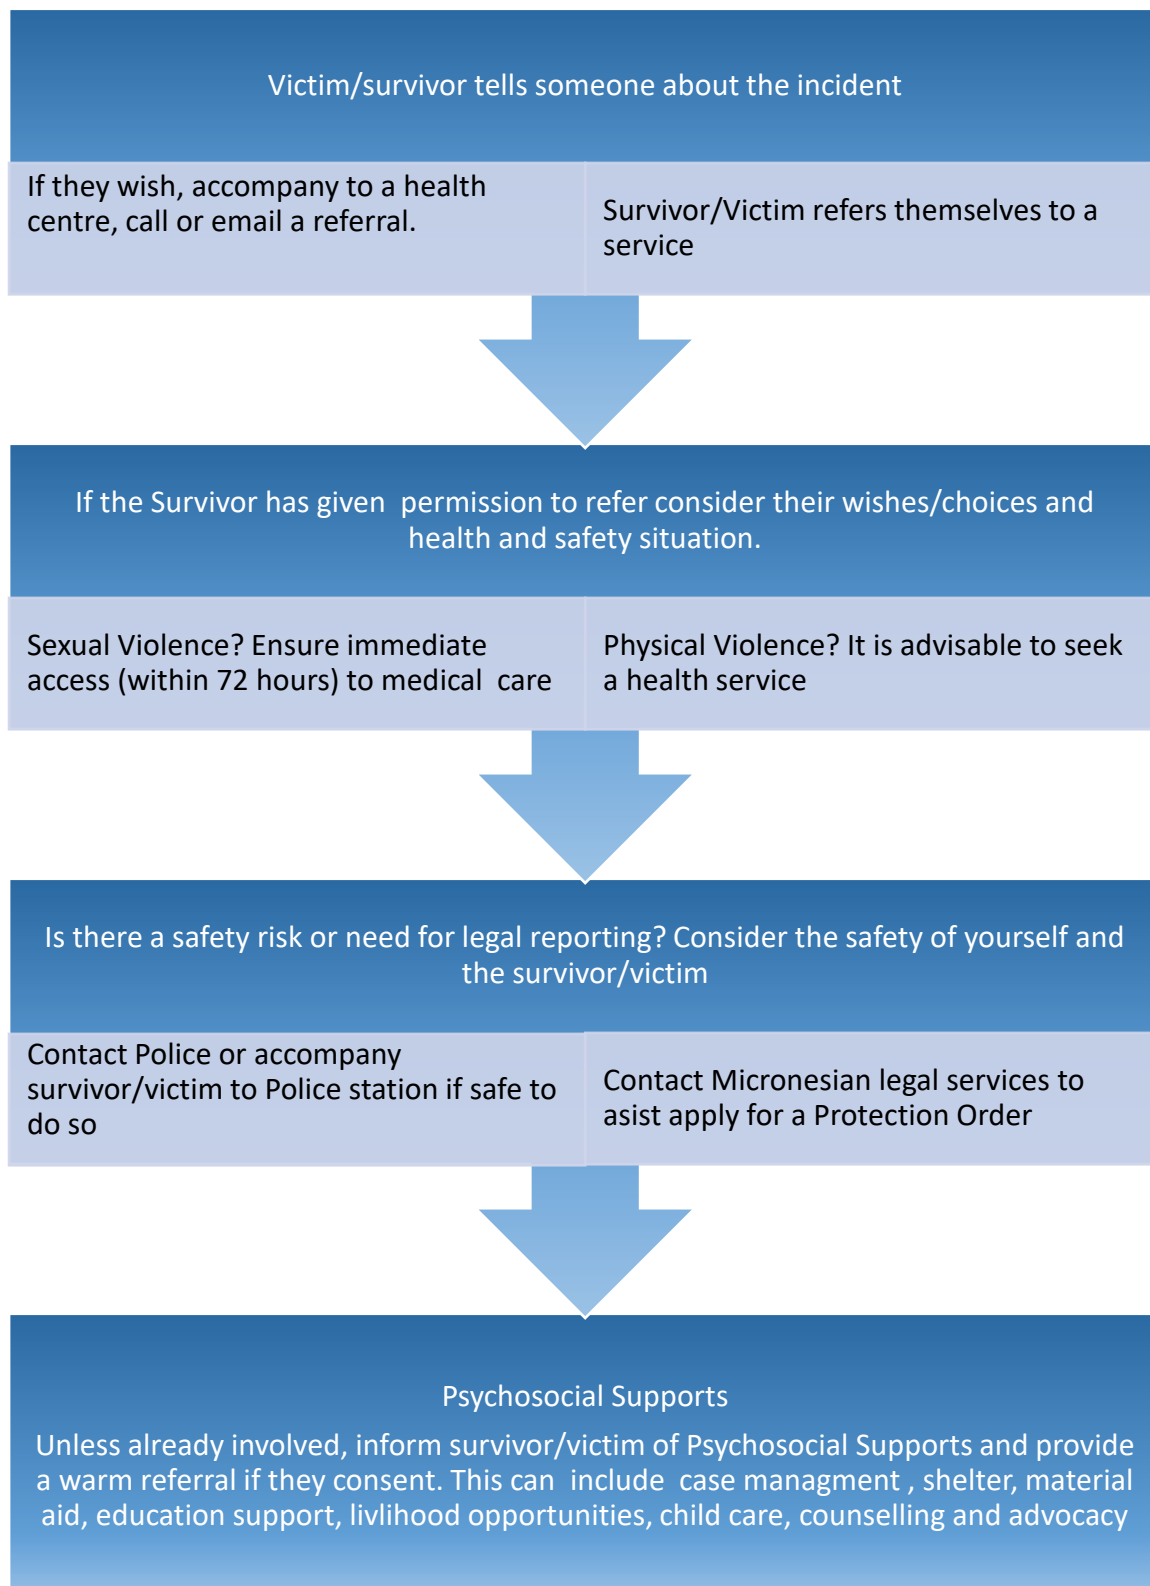 Victim/survivor tells someone about the incident
If they wish, accompany to a health
centre, call or email a referral.
Survivor/Victim refers themselves to a
service
If the Survivor has given  permission to refer consider their wishes/choices and
health and safety situation.
Sexual Violence? Ensure immediate
access (within 72 hours) to medical  care
Physical Violence? It is advisable to seek
a health service
Is there a safety risk or need for legal reporting? Consider the safety of yourself and
the survivor/victim
Contact Police or accompany
survivor/victim to Police station if safe to
do so
Contact Micronesian legal services to
asist apply for a Protection Order
Psychosocial Supports
Unless already involved, inform survivor/victim of Psychosocial Supports and provide
a warm referral if they consent. This can  include  case managment , shelter, material
aid, education support, livlihood opportunities, child care, counselling and advocacy